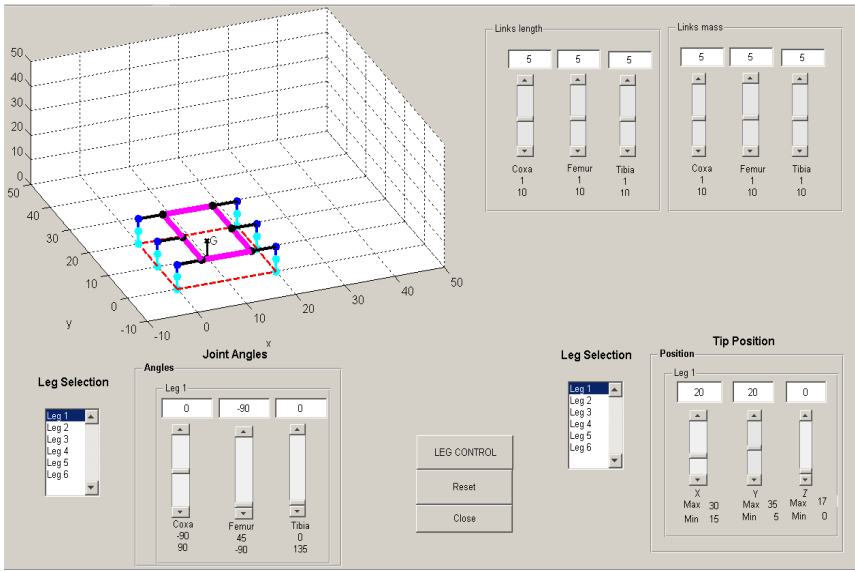 50
40
30
20
10
0
50
40
30
20
10
0
-10
-10
0
10
20
30
40
50
y
x
G
Links length
5 5 5
Coxa Femur Tibia
1 1 1
10 10 10
Links mass
5 5 5
Coxa Femur Tibia
1 1 1
10 10 10
Joint Angles
Leg Selection
Leg 1
Leg 2
Leg 3
Leg 4
Leg 5
Leg 6
Angles
Leg 1
0 -90 0
Coxa Femur Tibia
-90 45 0
90 -90 135
LEG CONTROL
Reset
Close
Tip Position
Leg Selection
Leg 1
Leg 2
Leg 3
Leg 4
Leg 5
Leg 6
Position
Leg 1
20 20 0
X Y Z
Max 30 Max 35 Max 17
Min 15 Min 5 Min 0